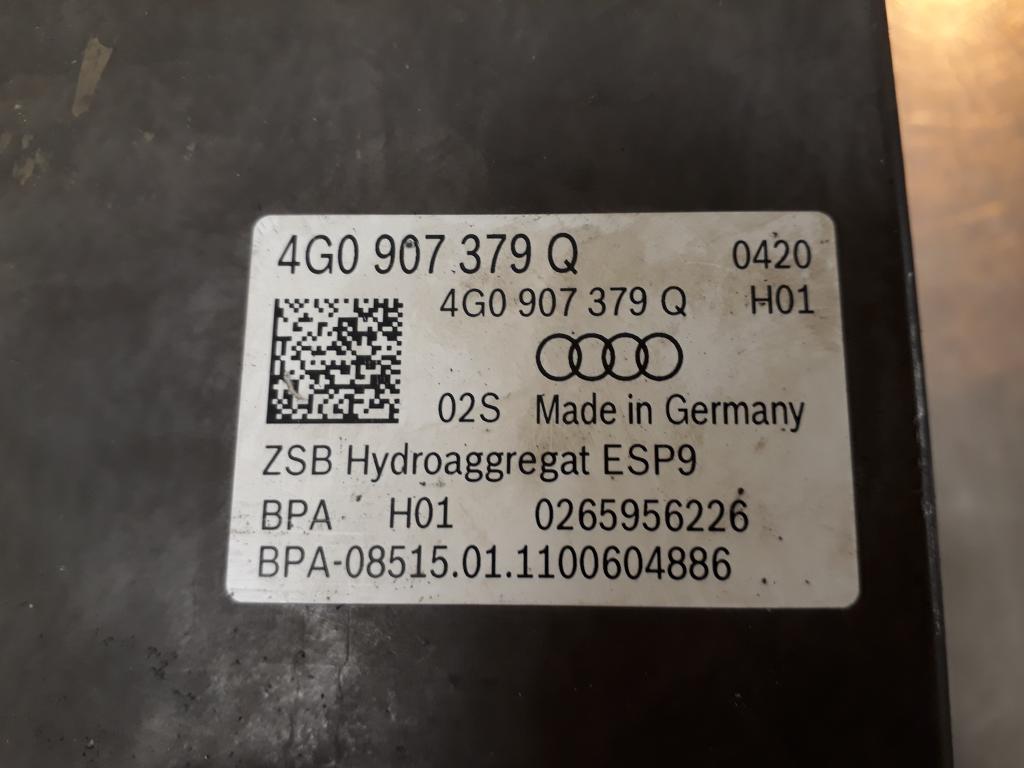 4G0 907 379 Q 0420
4G0 907 379 Q H01
02S Made in Germany
ZSB Hydroaggregat ESP9
BPA H01 0265956226
BPA-08515.01.1100604886